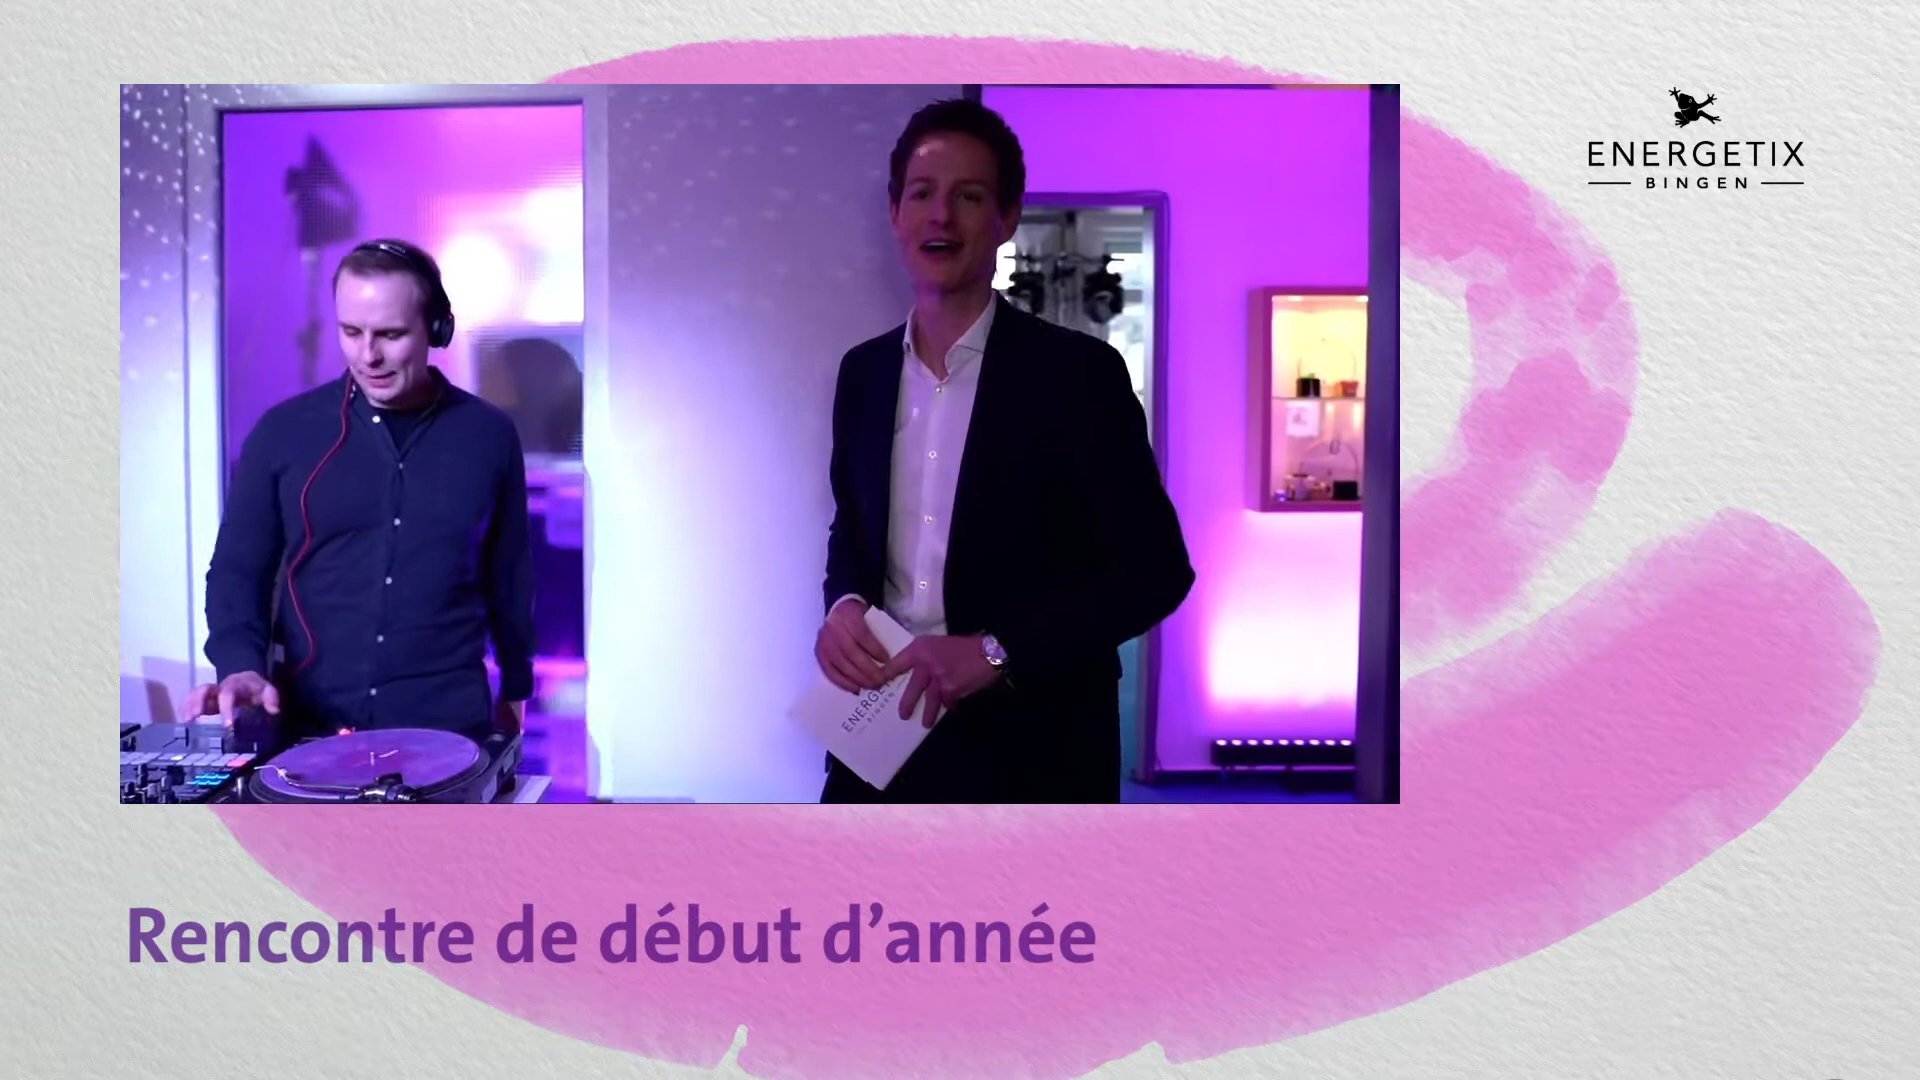 ENERGETIX
BINGEN
ENERGETIX
BINGEN
Rencontre de début d’année